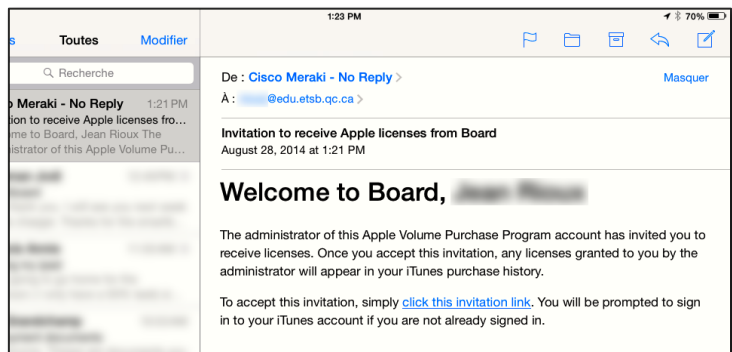 1:23 PM
70%
s
Toutes
Modifier
Recherche
o Meraki - No Reply 1:21 PM
tion to receive Apple licenses fro...
me to Board, Jean Rioux The
istrator of this Apple Volume Pu...
De : Cisco Meraki - No Reply
Masquer
À : @edu.etsb.qc.ca
Invitation to receive Apple licenses from Board
August 28, 2014 at 1:21 PM
Welcome to Board,
The administrator of this Apple Volume Purchase Program account has invited you to
receive licenses. Once you accept this invitation, any licenses granted to you by the
administrator will appear in your iTunes purchase history.
To accept this invitation, simply click this invitation link. You will be prompted to sign
in to your iTunes account if you are not already signed in.